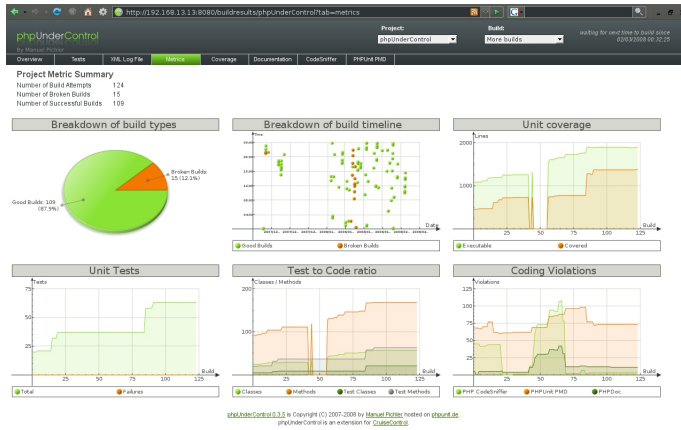 http://192.168.13.13:8080/buildresults/phpUnderControl?tab=metrics
phpUnderControl
By Manuel Pichler
Project:
phpUnderControl
Build:
More builds
waiting for next time to build since
02/03/2008 00:32:25
Overview Tests XML Log File Metrics Coverage Documentation CodeSniffer PHPUnit PMD
Project Metric Summary
Number of Build Attempts 124
Number of Broken Builds 15
Number of Successful Builds 109
Breakdown of build types
Broken Builds:
15 (12.1%)
Good Builds: 109
(87.9%)
Breakdown of build timeline
Time
Date
Good Builds Broken Builds
Unit coverage
Lines
2000
1000
25 50 75 100 125
Build
Executable Covered
Unit Tests
Tests
75
50
25
25 50 75 100 125
Build
Total Failures
Test to Code ratio
Classes / Methods
200
100
25 50 75 100 125
Build
Classes Methods Test Classes Test Methods
Coding Violations
Violations
125
100
75
50
25
25 50 75 100 125
Build
PHP CodeSniffer PHPUnit PMD PHPDoc
phpUnderControl 0.3.5 is Copyright (C) 2007-2008 by Manuel Pichler hosted on phpunit.de.
phpUnderControl is an extension for CruiseControl.